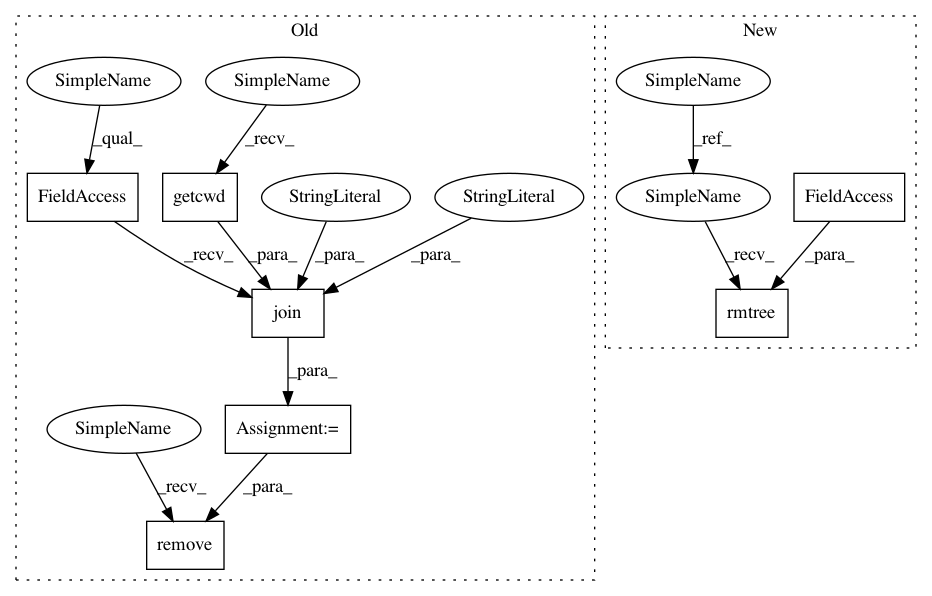 Old
New
SimpleName
SimpleName
SimpleName
_qual_
_recv_
_ref_
FieldAccess
getcwd
StringLiteral
StringLiteral
SimpleName
FieldAccess
_recv_
_para_
_para_
_para_
_recv_
_para_
join
rmtree
_para_
SimpleName
Assignment:=
_recv_
_para_
remove